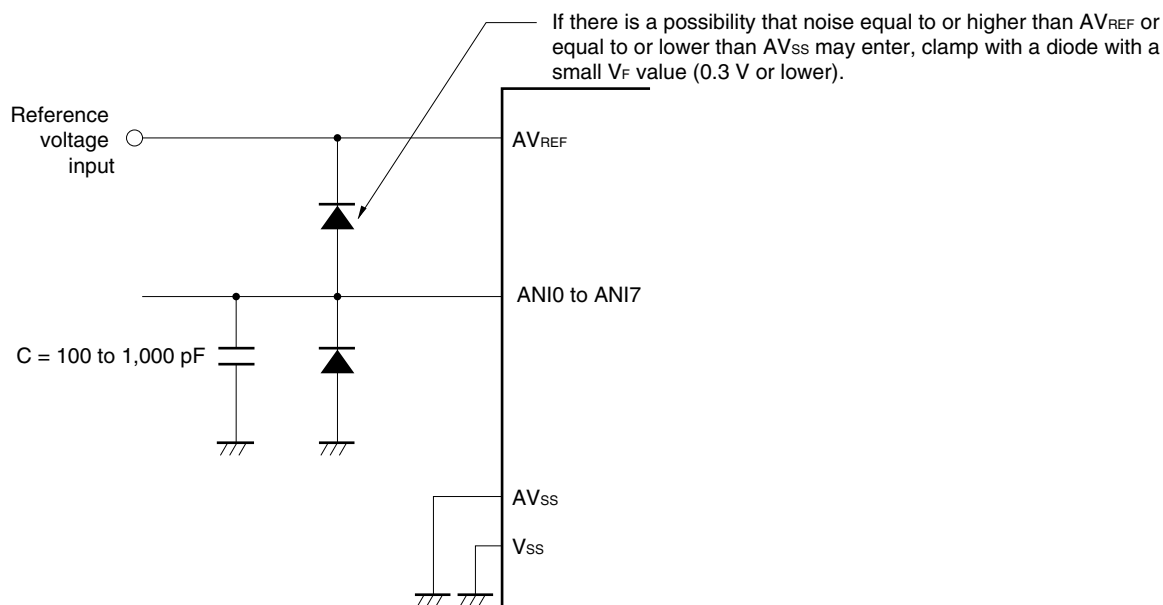 If there is a possibility that noise equal to or higher than AVREF or
equal to or lower than AVSS may enter, clamp with a diode with a
small VF value (0.3 V or lower).
Reference
voltage
input
AVREF
ANI0 to ANI7
C = 100 to 1,000 pF
AVSS
VSS